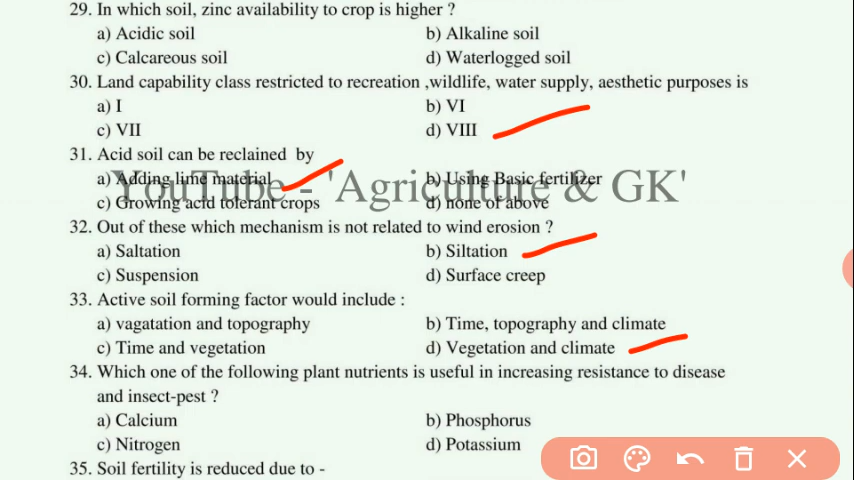 29. In which soil, zinc availability to crop is higher ?
a) Acidic soil b) Alkaline soil
c) Calcareous soil d) Waterlogged soil
30. Land capability class restricted to recreation ,wildlife, water supply, aesthetic purposes is
a) I b) VI
c) VII d) VIII
31. Acid soil can be reclained by
a) Adding lime material b) Using Basic fertilizer
YouTube - 'Agriculture & GK'
c) Growing acid tolerant crops d) none of above
32. Out of these which mechanism is not related to wind erosion ?
a) Saltation b) Siltation
c) Suspension d) Surface creep
33. Active soil forming factor would include :
a) vagatation and topography b) Time, topography and climate
c) Time and vegetation d) Vegetation and climate
34. Which one of the following plant nutrients is useful in increasing resistance to disease
and insect-pest ?
a) Calcium b) Phosphorus
c) Nitrogen d) Potassium
35. Soil fertility is reduced due to -